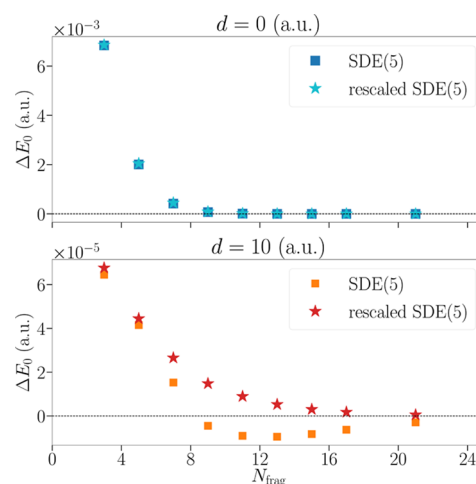 d = 0 (a.u.)
×10⁻³
6
4
2
0
ΔE₀ (a.u.)
SDE(5)
rescaled SDE(5)
d = 10 (a.u.)
×10⁻⁵
6
4
2
0
ΔE₀ (a.u.)
SDE(5)
rescaled SDE(5)
0 4 8 12 16 20 24
N_frag